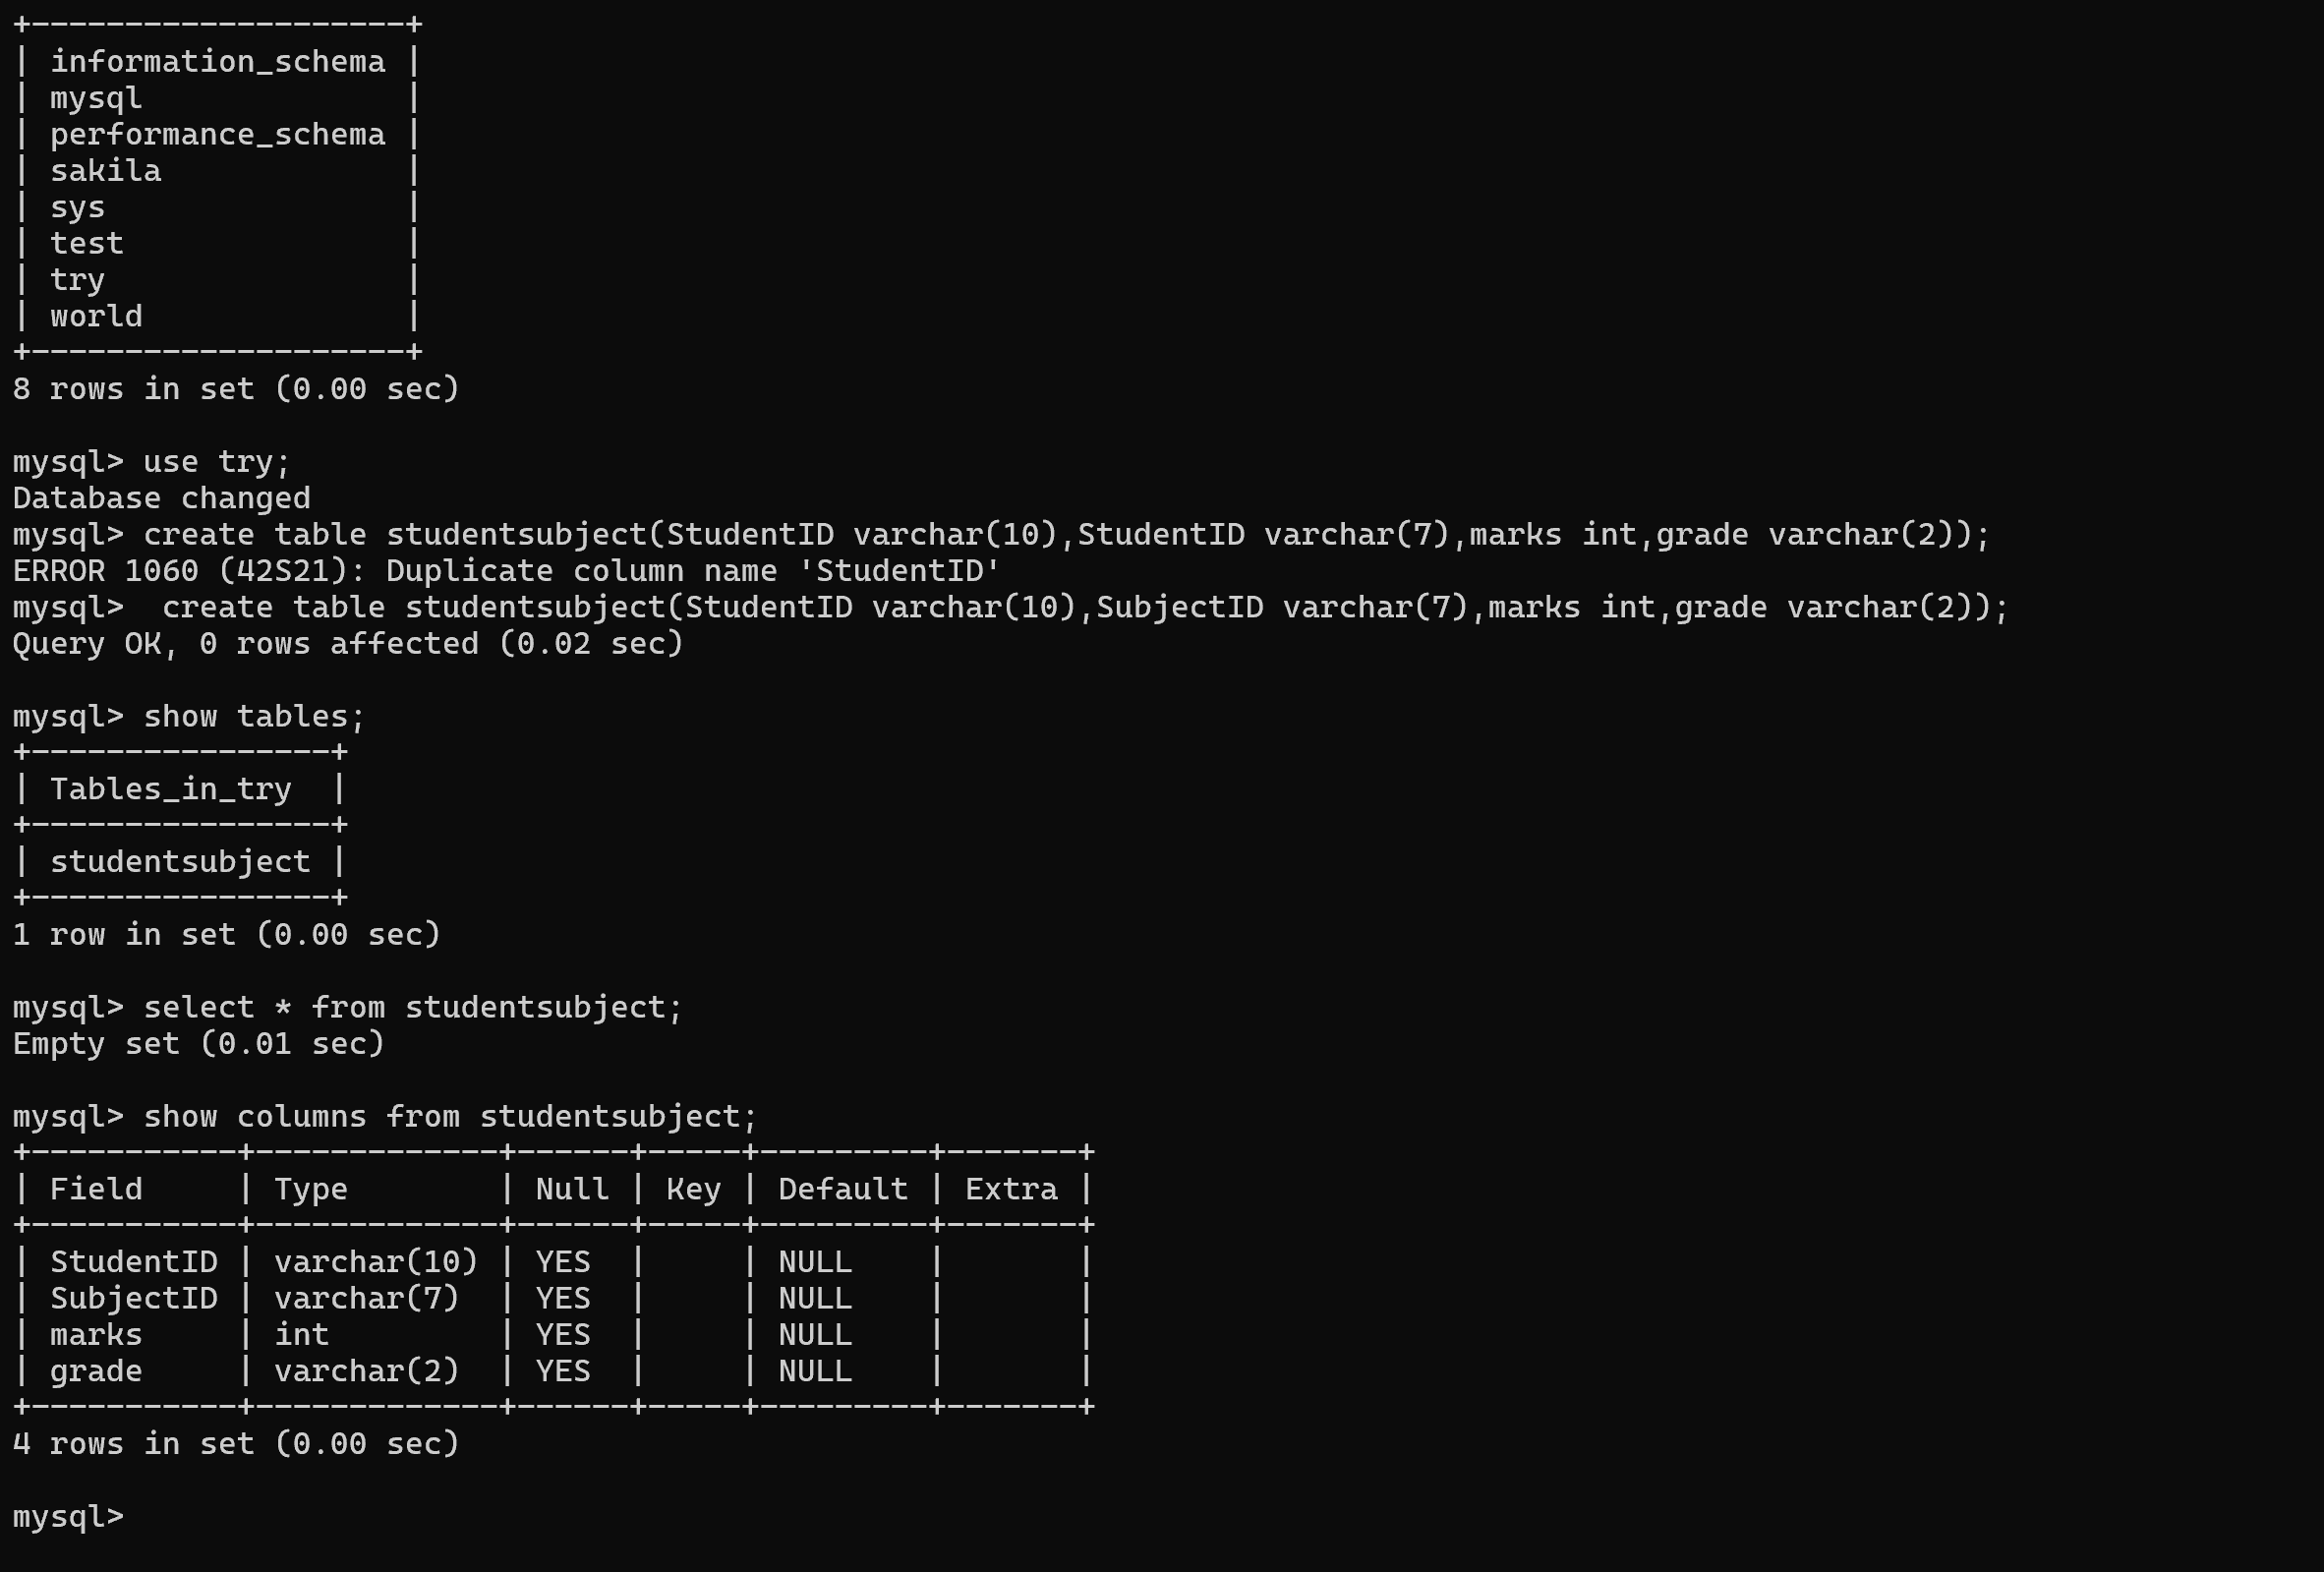 +--------------------+
| information_schema |
| mysql              |
| performance_schema |
| sakila             |
| sys                |
| test               |
| try                |
| world              |
+--------------------+
8 rows in set (0.00 sec)

mysql> use try;
Database changed
mysql> create table studentsubject(StudentID varchar(10),StudentID varchar(7),marks int,grade varchar(2));
ERROR 1060 (42S21): Duplicate column name 'StudentID'
mysql>  create table studentsubject(StudentID varchar(10),SubjectID varchar(7),marks int,grade varchar(2));
Query OK, 0 rows affected (0.02 sec)

mysql> show tables;
+----------------+
| Tables_in_try  |
+----------------+
| studentsubject |
+----------------+
1 row in set (0.00 sec)

mysql> select * from studentsubject;
Empty set (0.01 sec)

mysql> show columns from studentsubject;
+-----------+-------------+------+-----+---------+-------+
| Field     | Type        | Null | Key | Default | Extra |
+-----------+-------------+------+-----+---------+-------+
| StudentID | varchar(10) | YES  |     | NULL    |       |
| SubjectID | varchar(7)  | YES  |     | NULL    |       |
| marks     | int         | YES  |     | NULL    |       |
| grade     | varchar(2)  | YES  |     | NULL    |       |
+-----------+-------------+------+-----+---------+-------+
4 rows in set (0.00 sec)

mysql>